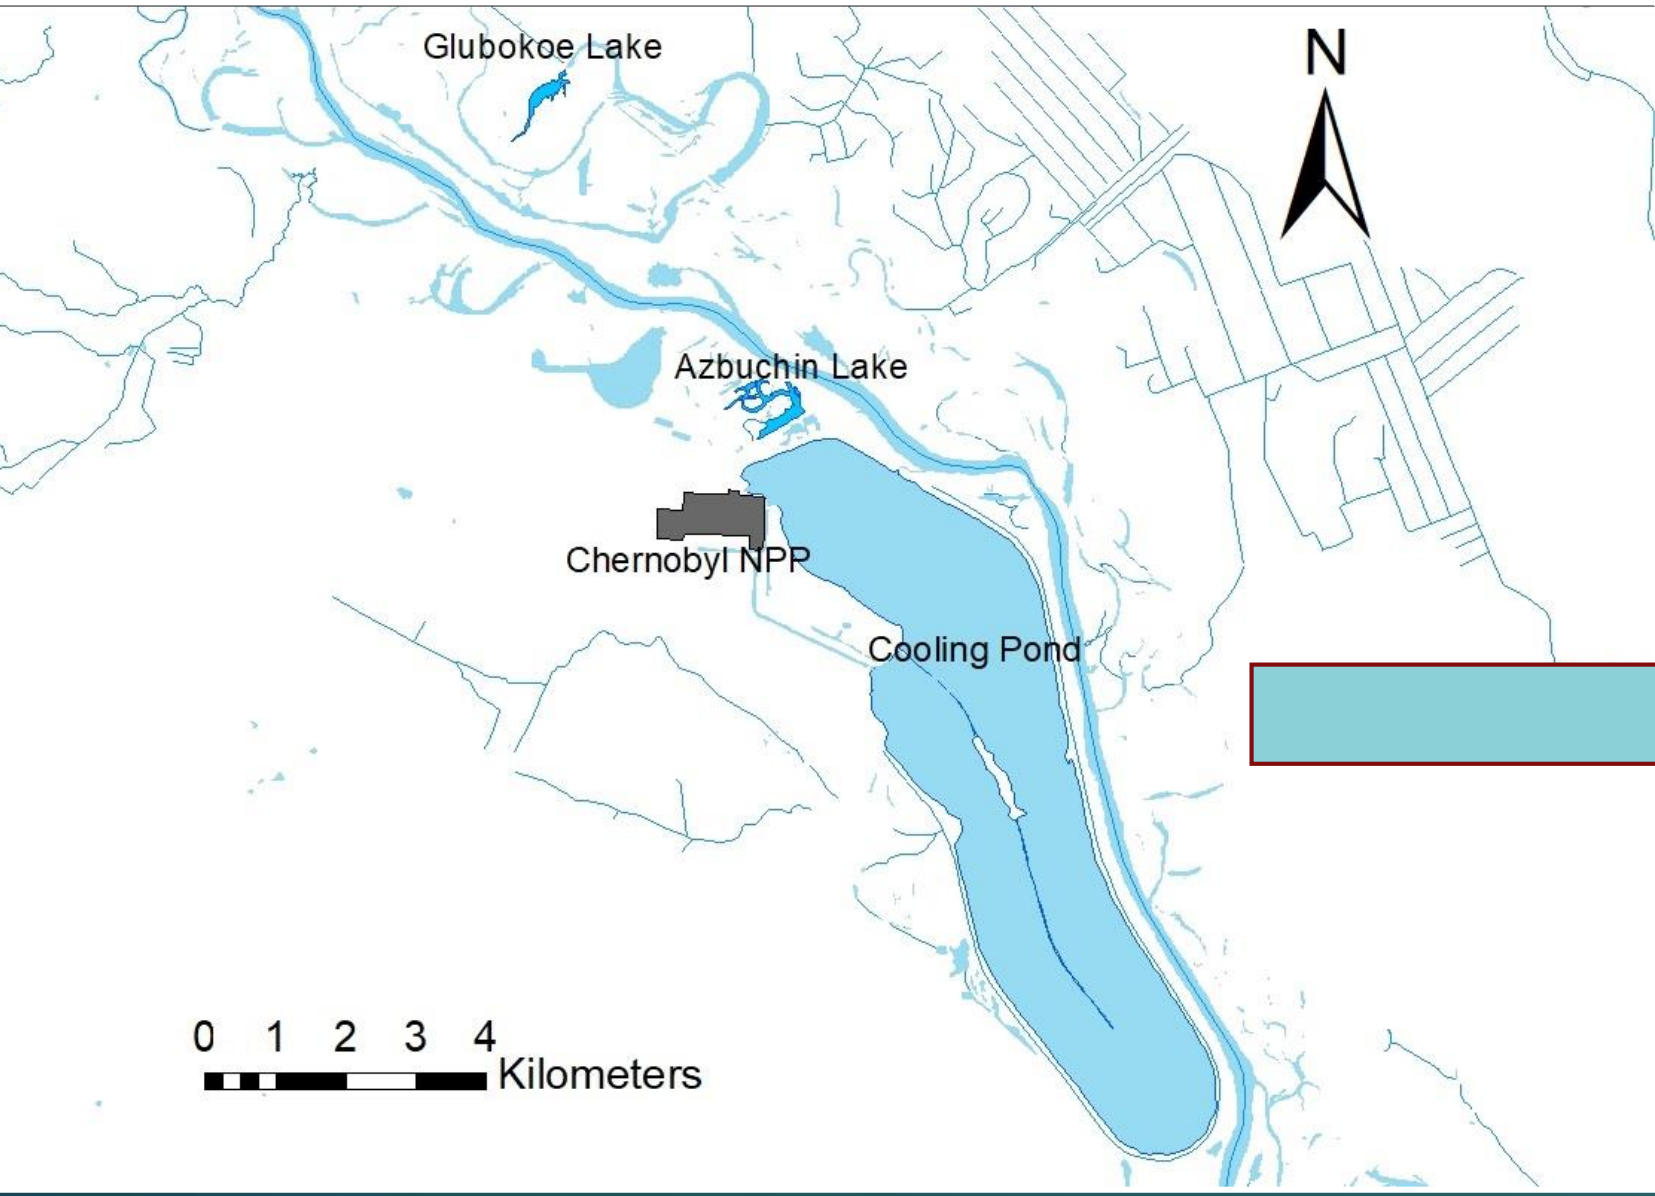 Glubokoe Lake
N
Azbuchin Lake
Chernobyl NPP
Cooling Pond
0 1 2 3 4
Kilometers